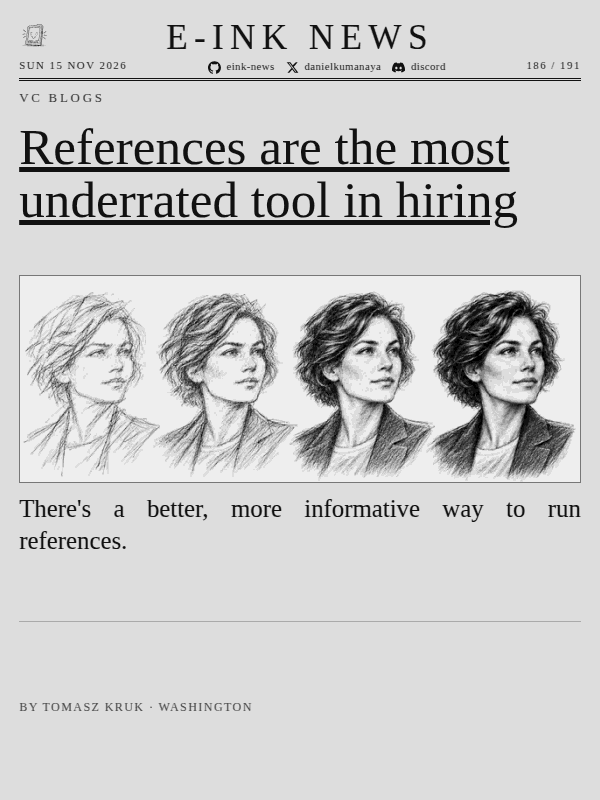 E-INK NEWS
SUN 15 NOV 2026
eink-news danielkumanaya discord
186 / 191
VC BLOGS
References are the most
underrated tool in hiring
There's a better, more informative way to run
references.
BY TOMASZ KRUK · WASHINGTON